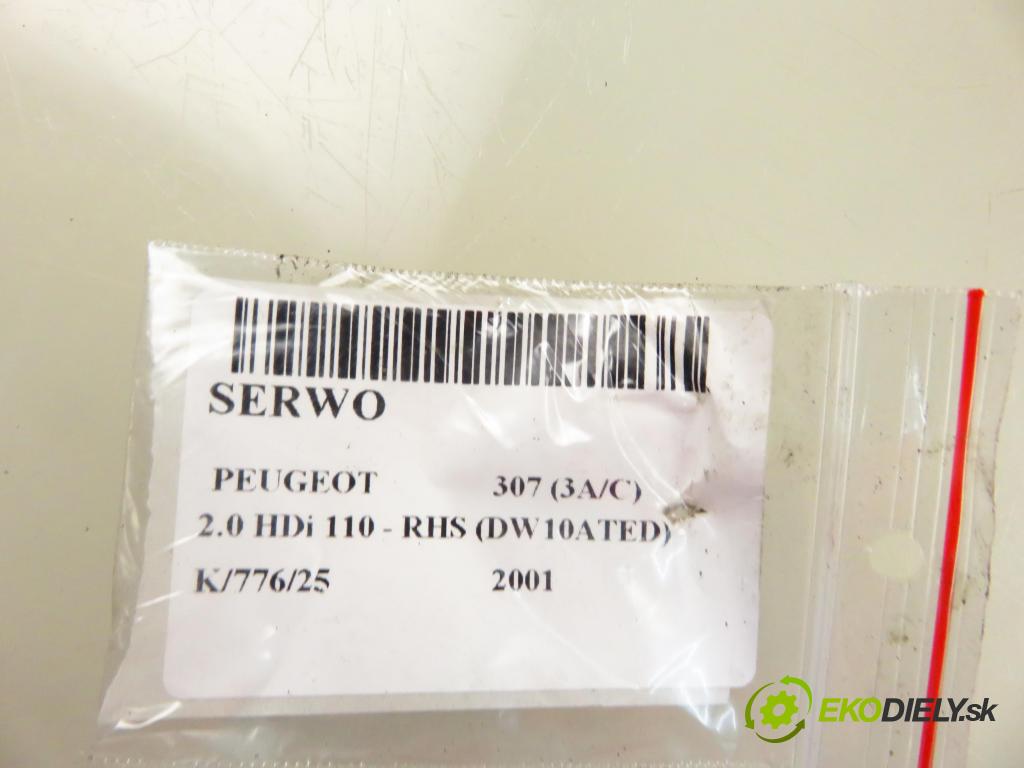 SERWO
PEUGEOT 307 (3A/C)
2.0 HDi 110 - RHS (DW10ATED)
K/776/25 2001
EKODIELY.sk